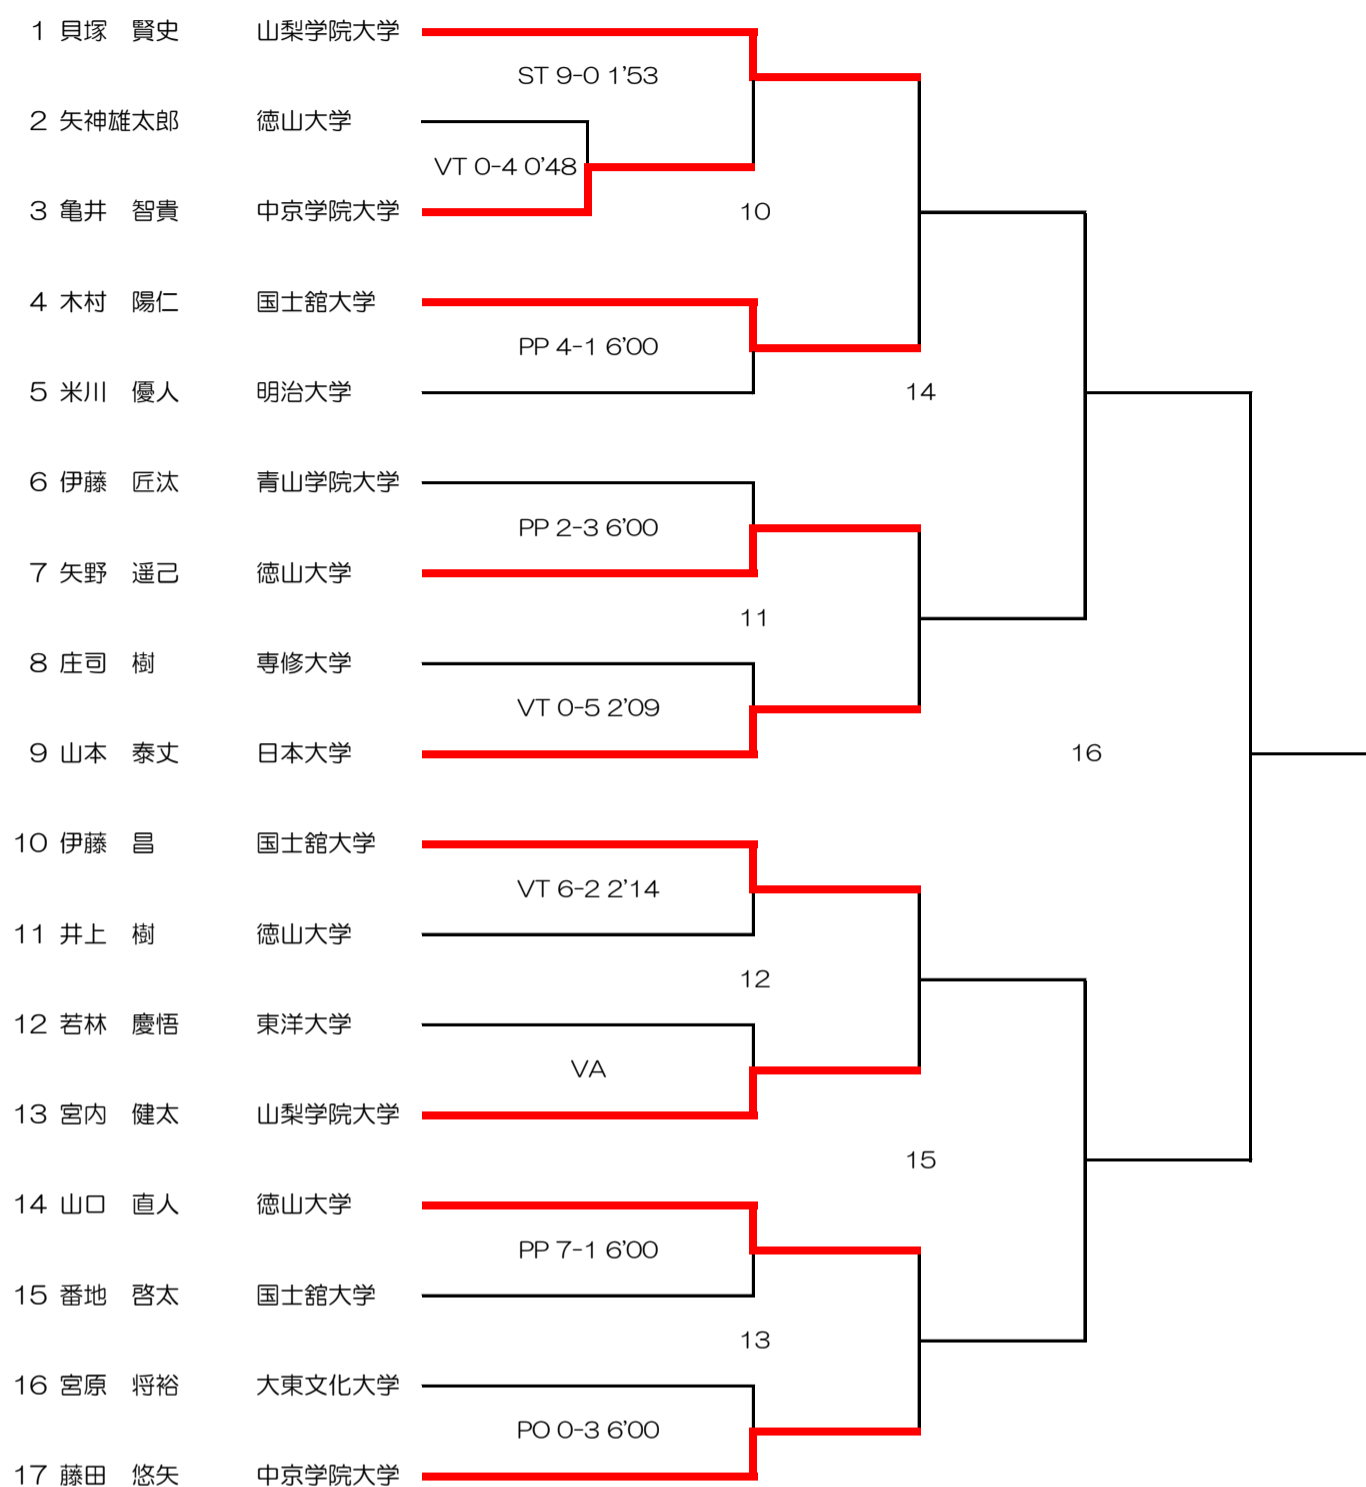 1 貝塚 賢史 山梨学院大学
ST 9-0 1'53
2 矢神雄太郎 徳山大学
VT 0-4 0'48
3 亀井 智貴 中京学院大学
10
4 木村 陽仁 国士舘大学
PP 4-1 6'00
5 米川 優人 明治大学
14
6 伊藤 匠汰 青山学院大学
PP 2-3 6'00
7 矢野 遥己 徳山大学
11
8 庄司 樹 専修大学
VT 0-5 2'09
9 山本 泰丈 日本大学
16
10 伊藤 昌 国士舘大学
VT 6-2 2'14
11 井上 樹 徳山大学
12
12 若林 慶悟 東洋大学
VA
13 宮内 健太 山梨学院大学
15
14 山口 直人 徳山大学
PP 7-1 6'00
15 番地 啓太 国士舘大学
13
16 宮原 将裕 大東文化大学
PO 0-3 6'00
17 藤田 悠矢 中京学院大学